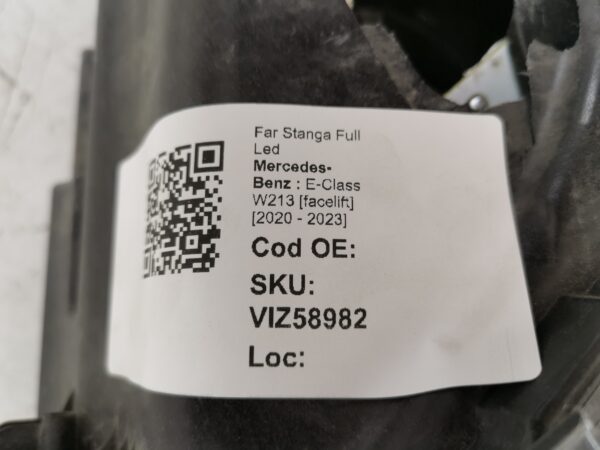 Far Stanga Full
Led
Mercedes-
Benz : E-Class
W213 [facelift]
[2020 - 2023]
Cod OE:
SKU:
VIZ58982
Loc: